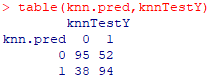 > table(knn.pred,knnTestY)
knnTestY
knn.pred 0 1
0 95 52
1 38 94